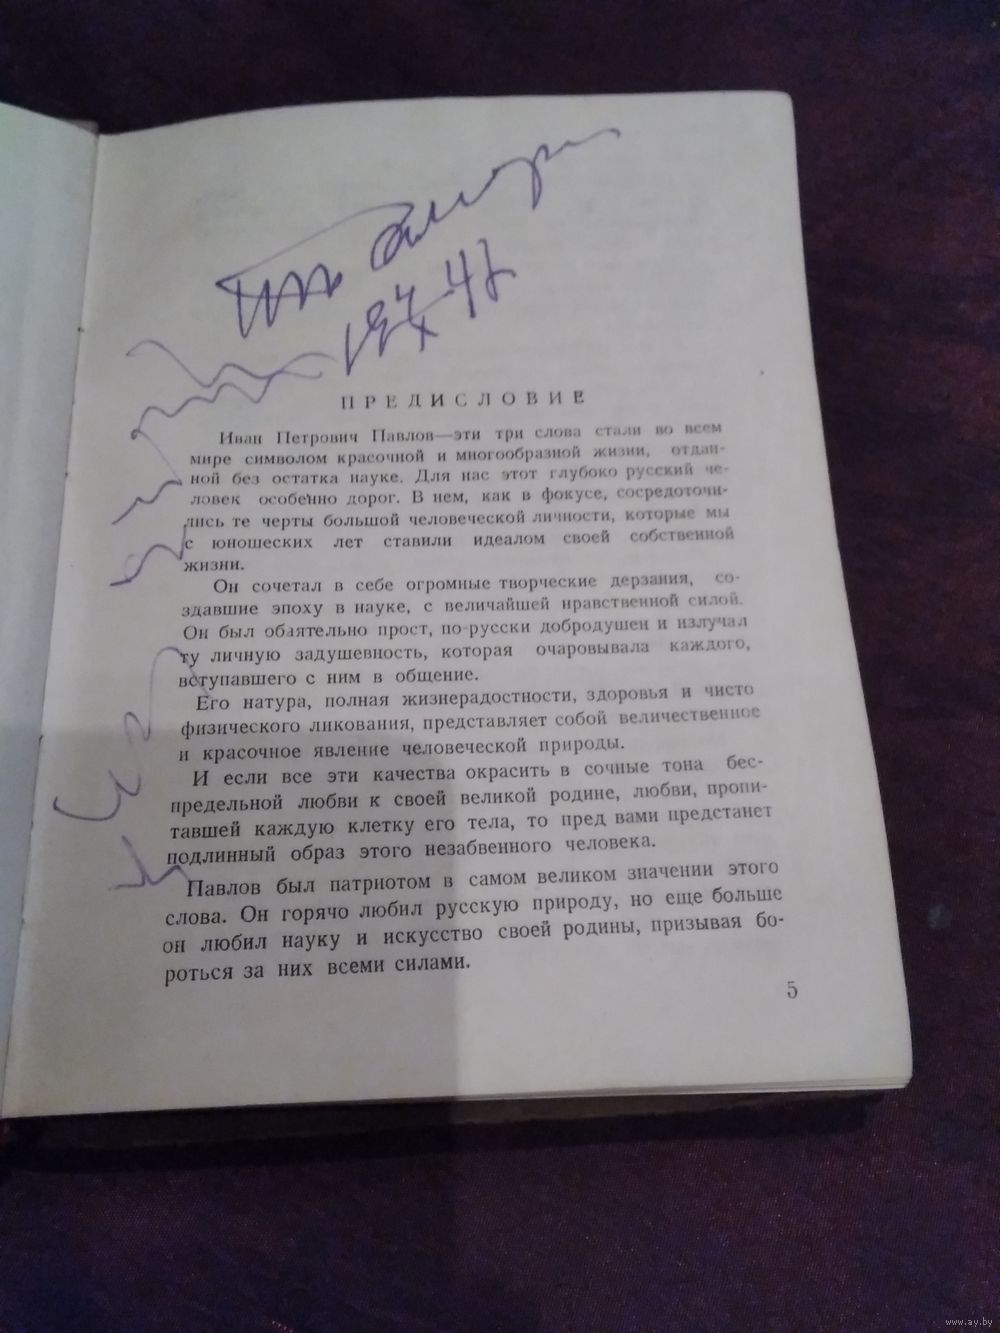 ПРЕДИСЛОВИЕ
Иван Петрович Павлов—эти три слова стали во всем
мире символом красочной и многообразной жизни, отдан-
ной без остатка науке. Для нас этот глубоко русский че-
ловек особенно дорог. В нем, как в фокусе, сосредоточи-
лись те черты большой человеческой личности, которые мы
с юношеских лет ставили идеалом своей собственной
жизни.
Он сочетал в себе огромные творческие дерзания, со-
здавшие эпоху в науке, с величайшей нравственной силой.
Он был обаятельно прост, по-русски добродушен и излучал
ту личную задушевность, которая очаровывала каждого,
вступавшего с ним в общение.
Его натура, полная жизнерадостности, здоровья и чисто
физического ликования, представляет собой величественное
и красочное явление человеческой природы.
И если все эти качества окрасить в сочные тона бес-
предельной любви к своей великой родине, любви, пропи-
тавшей каждую клетку его тела, то пред вами предстанет
подлинный образ этого незабвенного человека.
Павлов был патриотом в самом великом значении этого
слова. Он горячо любил русскую природу, но еще больше
он любил науку и искусство своей родины, призывая бо-
роться за них всеми силами.
5
www.ay.by